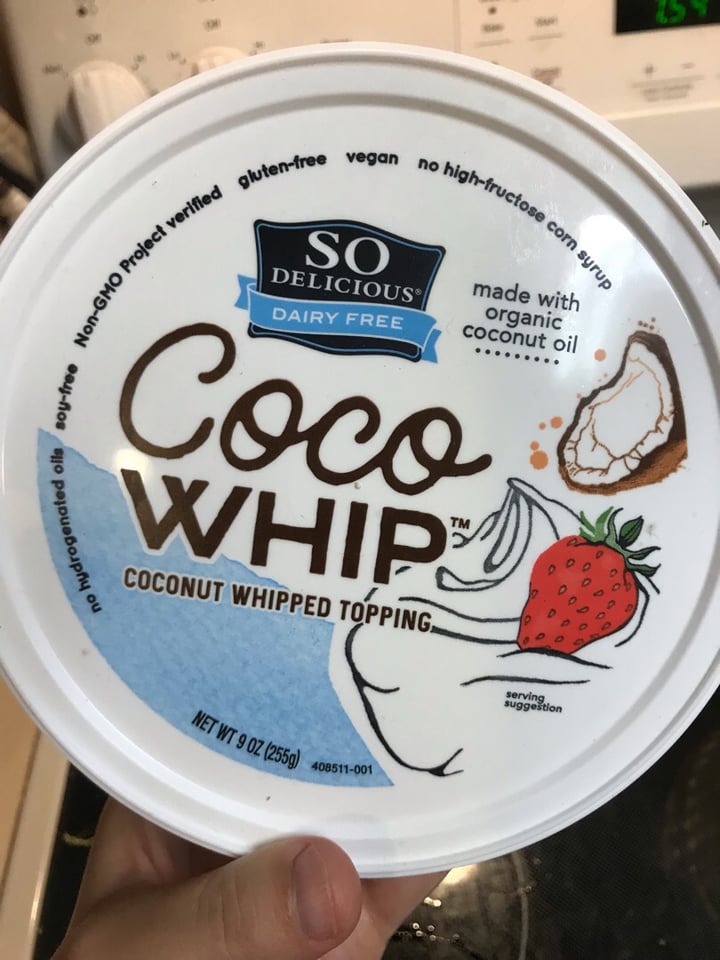 no hydrogenated oils soy-free Non-GMO Project verified gluten-free vegan no high-fructose corn syrup
SO
DELICIOUS®
DAIRY FREE
made with
organic
coconut oil
Coco
WHIP™
COCONUT WHIPPED TOPPING
serving
suggestion
NET WT 9 OZ (255g)
408511-001